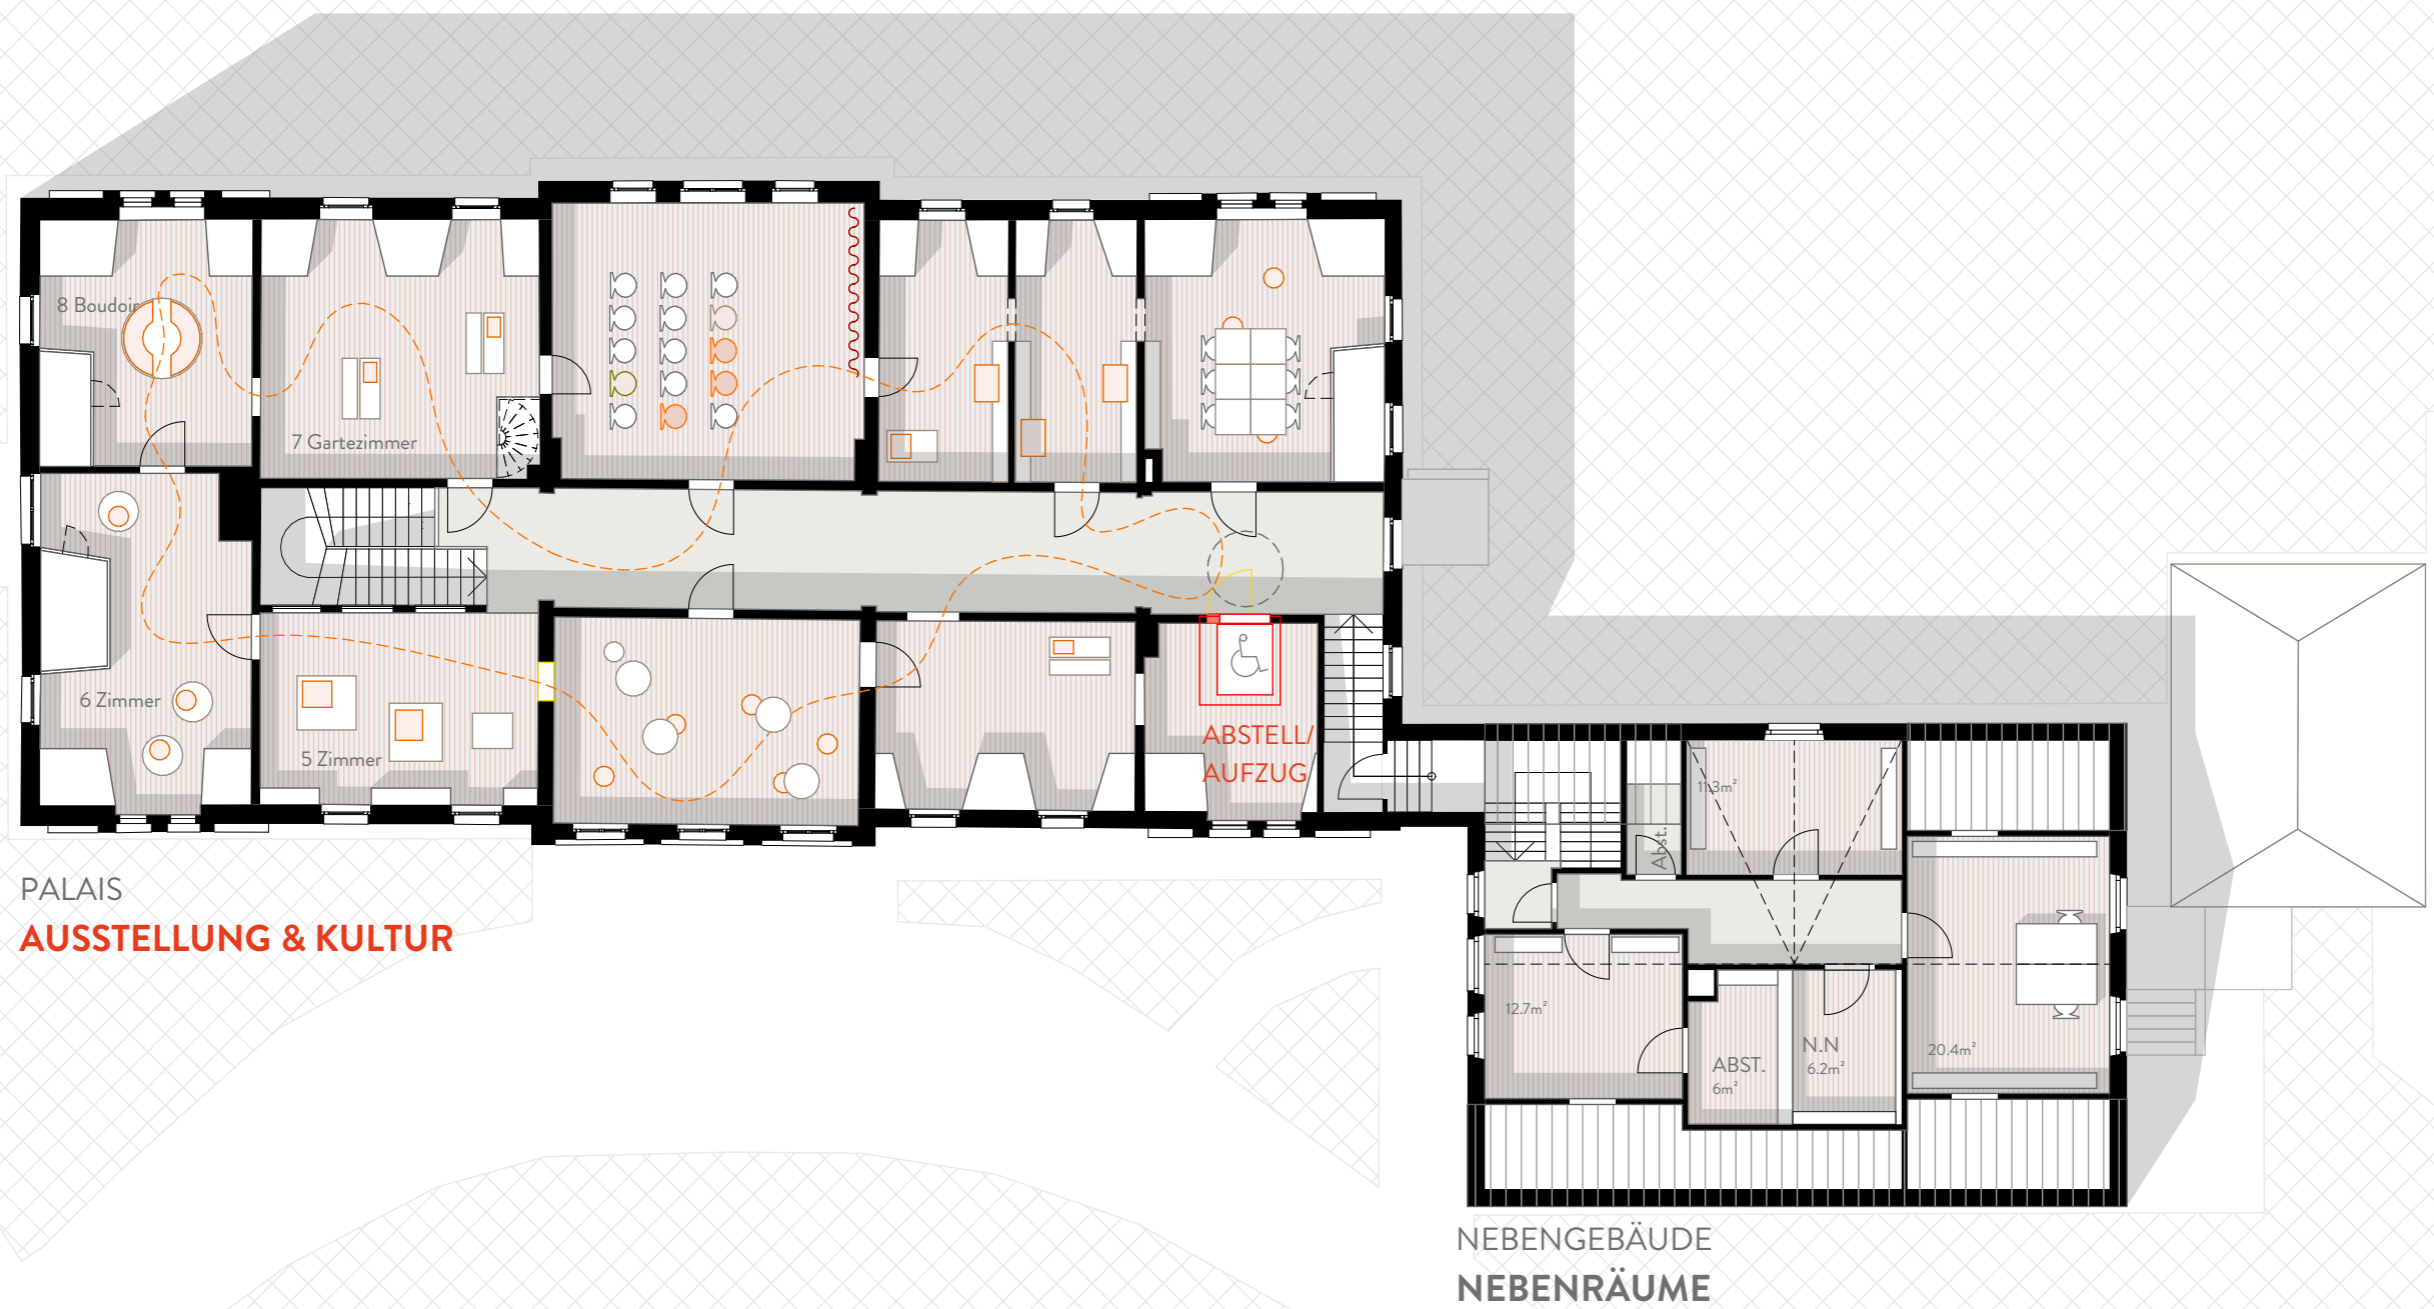 8 Boudoir
7 Gartezimmer
6 Zimmer
5 Zimmer
ABSTELL/
AUFZUG
PALAIS
AUSSTELLUNG & KULTUR
11.3m²
Abst.
12.7m²
ABST.
6m²
N.N
6.2m²
20.4m²
NEBENGEBÄUDE
NEBENRÄUME